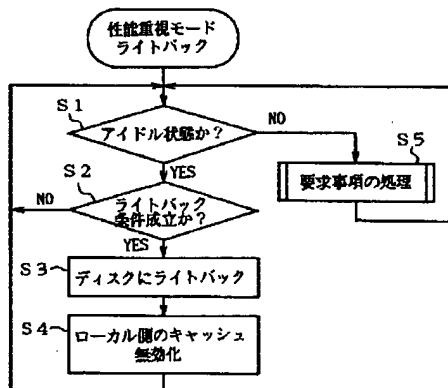 性能重視モード
ライトバック
S1
アイドル状態か?
NO
S5
要求事項の処理
YES
S2
ライトバック
条件成立か?
NO
YES
S3
ディスクにライトバック
S4
ローカル側のキャッシュ
無効化